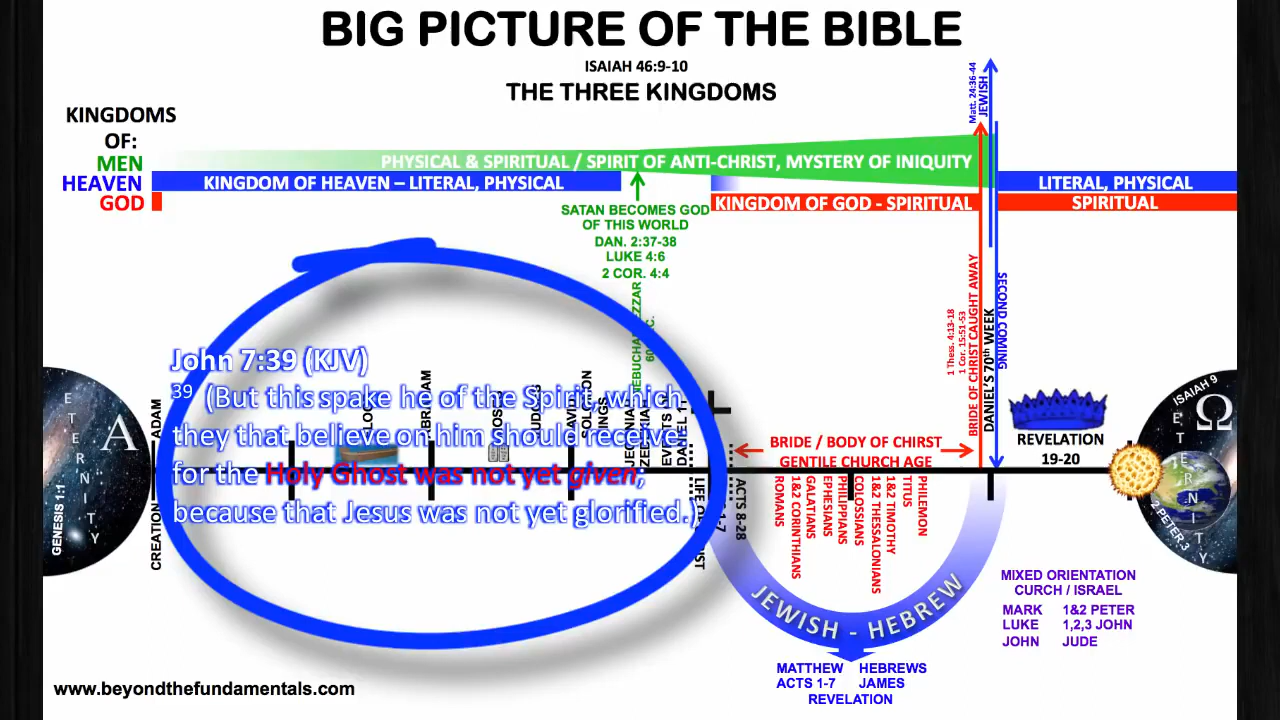 BIG PICTURE OF THE BIBLE
ISAIAH 46:9-10
THE THREE KINGDOMS
KINGDOMS
OF:
MEN
HEAVEN
GOD
PHYSICAL & SPIRITUAL / SPIRIT OF ANTI-CHRIST, MYSTERY OF INIQUITY
KINGDOM OF HEAVEN – LITERAL, PHYSICAL
LITERAL, PHYSICAL
KINGDOM OF GOD - SPIRITUAL
SPIRITUAL
SATAN BECOMES GOD
OF THIS WORLD
DAN. 2:37-38
LUKE 4:6
2 COR. 4:4
Matt. 24:36-44
JEWISH
John 7:39 (KJV)
39 (But this spake he of the Spirit, which
they that believe on him should receive:
for the Holy Ghost was not yet given;
because that Jesus was not yet glorified.)
ETERNITY
Α
GENESIS 1:1
CREATION
ADAM
ACTS 8-28
BRIDE / BODY OF CHIRST
GENTILE CHURCH AGE
ROMANS
1&2 CORINTHIANS
GALATIANS
EPHESIANS
PHILIPPIANS
COLOSSIANS
1&2 THESSALONIANS
1&2 TIMOTHY
TITUS
PHILEMON
1 Thess. 4:13-18
1 Cor. 15:51-53
BRIDE OF CHRIST CAUGHT AWAY
DANIEL'S 70th WEEK
SECOND COMING
REVELATION
19-20
ISAIAH 9
Ω
ETERNITY
2 PETER 3
JEWISH - HEBREW
MATTHEW HEBREWS
ACTS 1-7 JAMES
REVELATION
MIXED ORIENTATION
CURCH / ISRAEL
MARK 1&2 PETER
LUKE 1,2,3 JOHN
JOHN JUDE
www.beyondthefundamentals.com